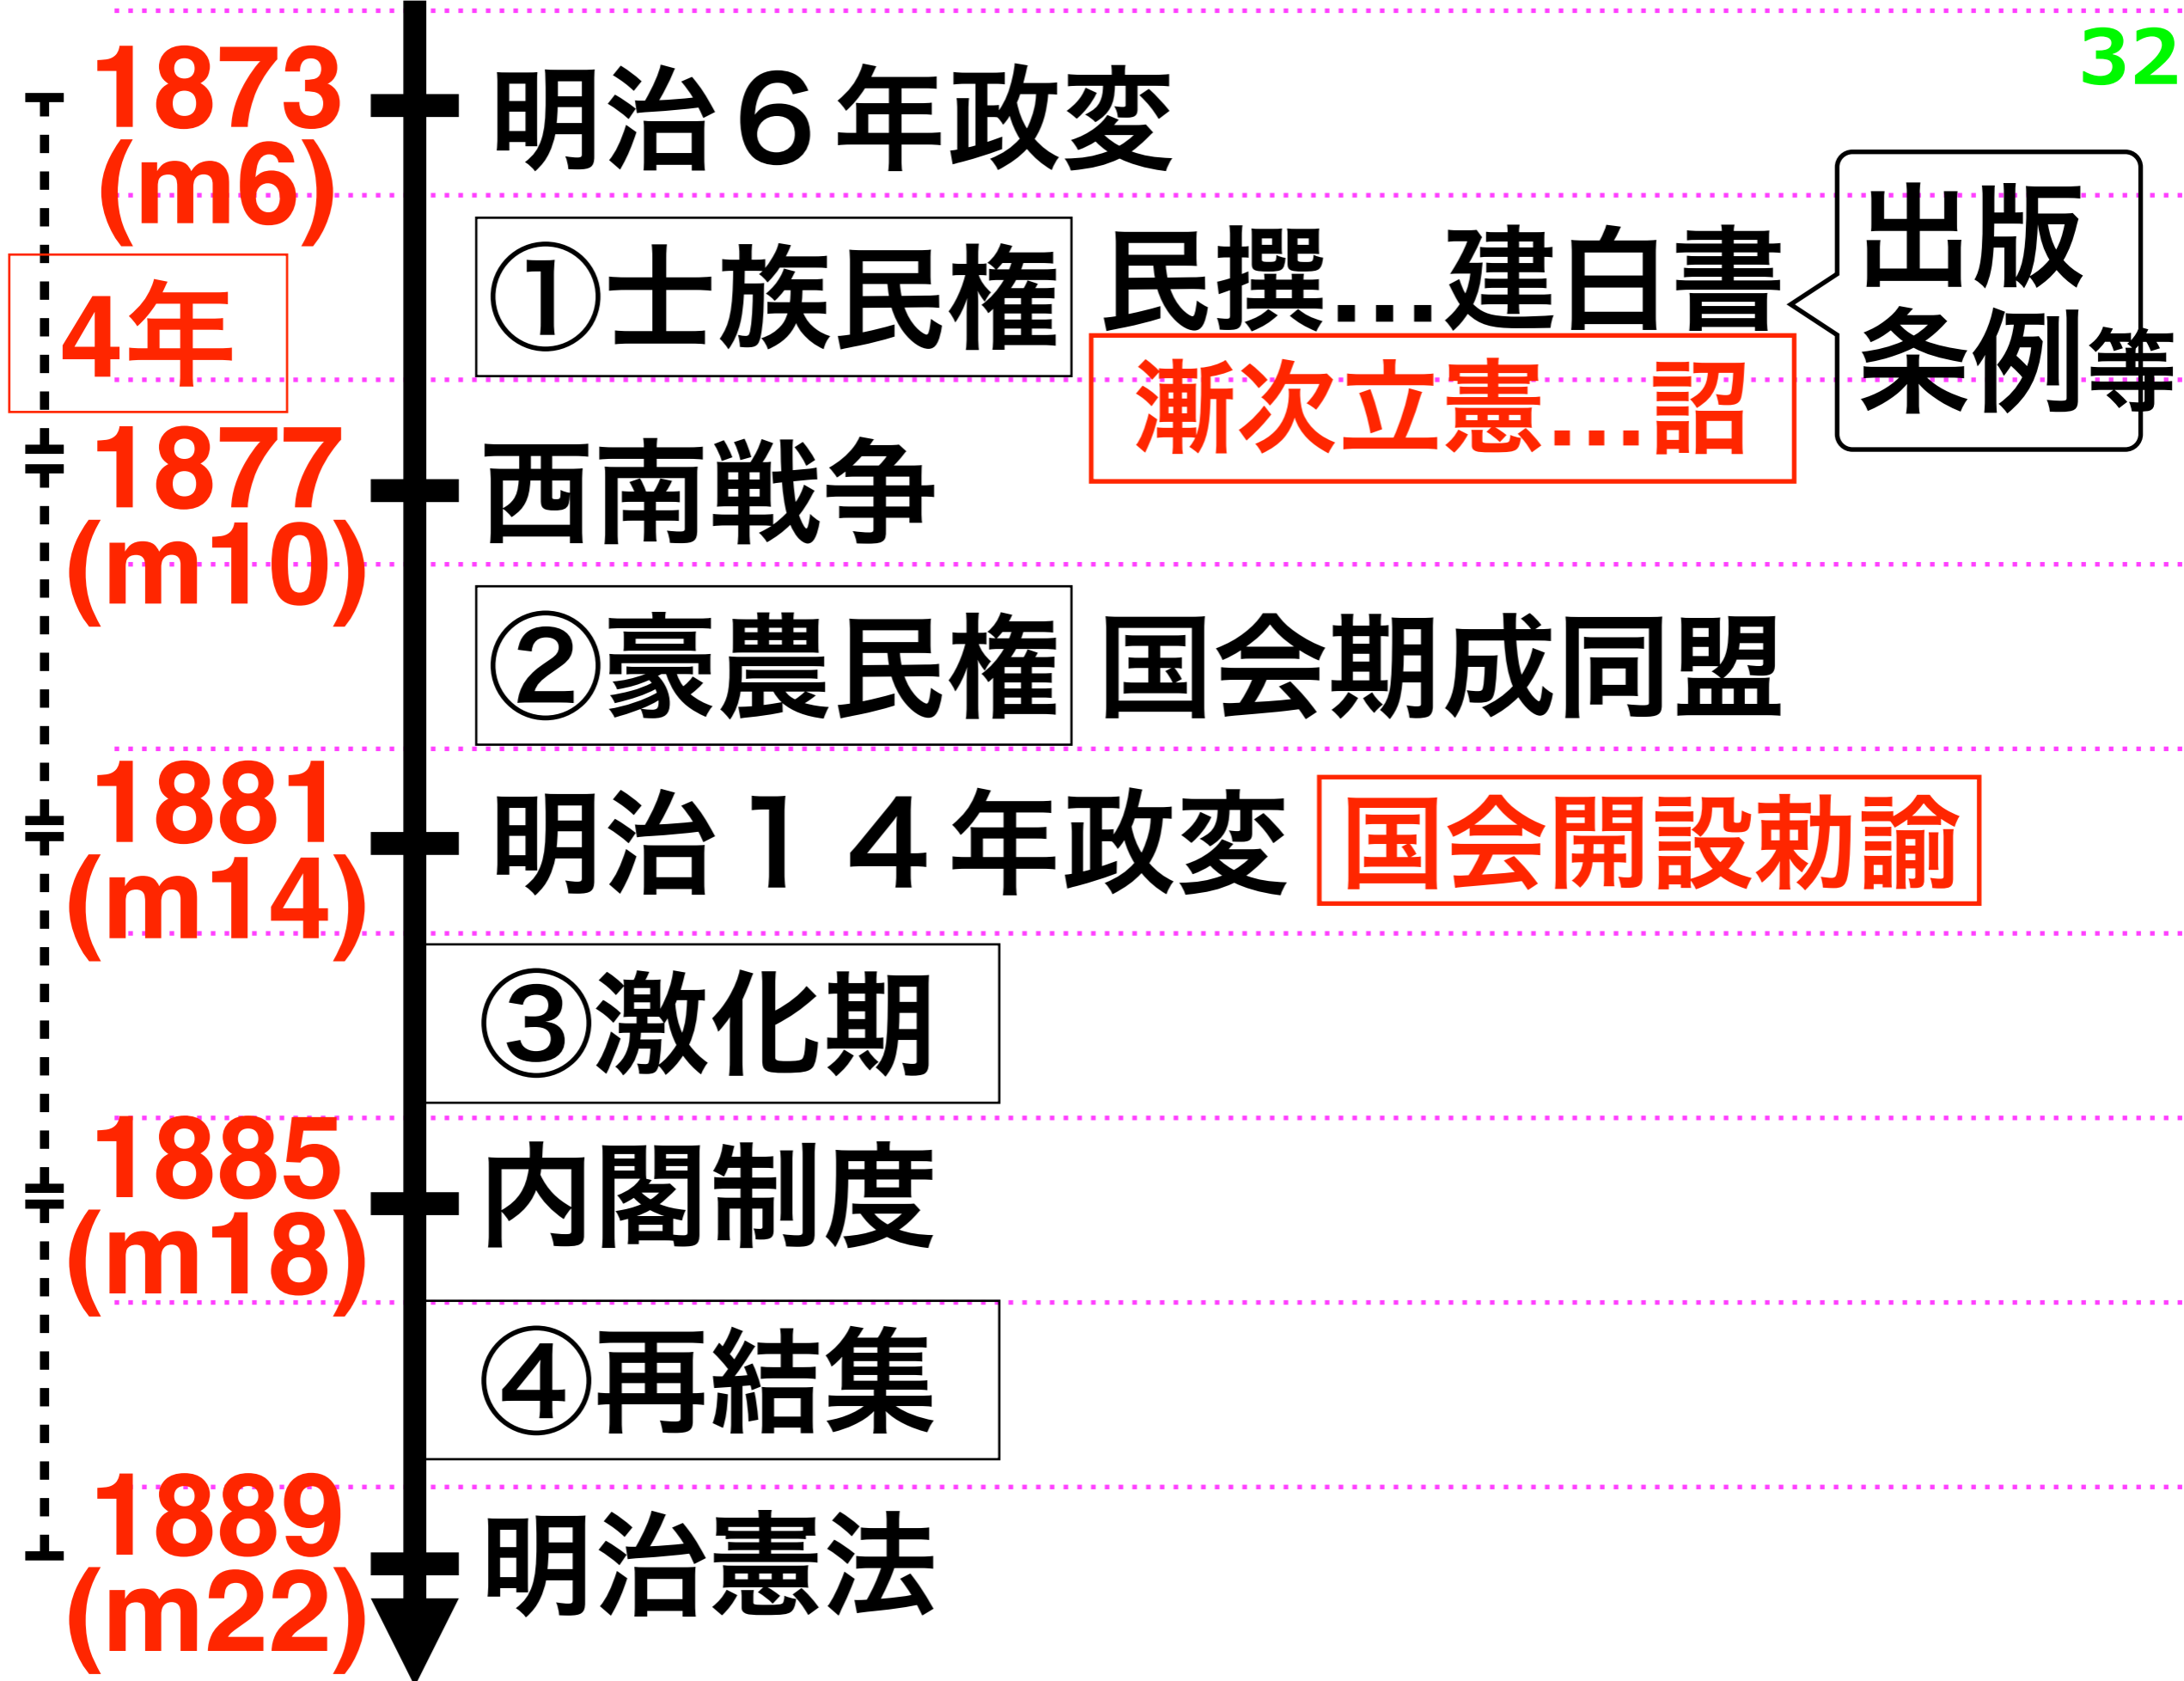 32
1873
(m6)
明治６年政変
4年
①士族民権
民撰…建白書
出版
条例等
漸次立憲…詔
1877
(m10)
西南戦争
②豪農民権
国会期成同盟
1881
(m14)
明治１４年政変
国会開設勅諭
③激化期
1885
(m18)
内閣制度
④再結集
1889
(m22)
明治憲法